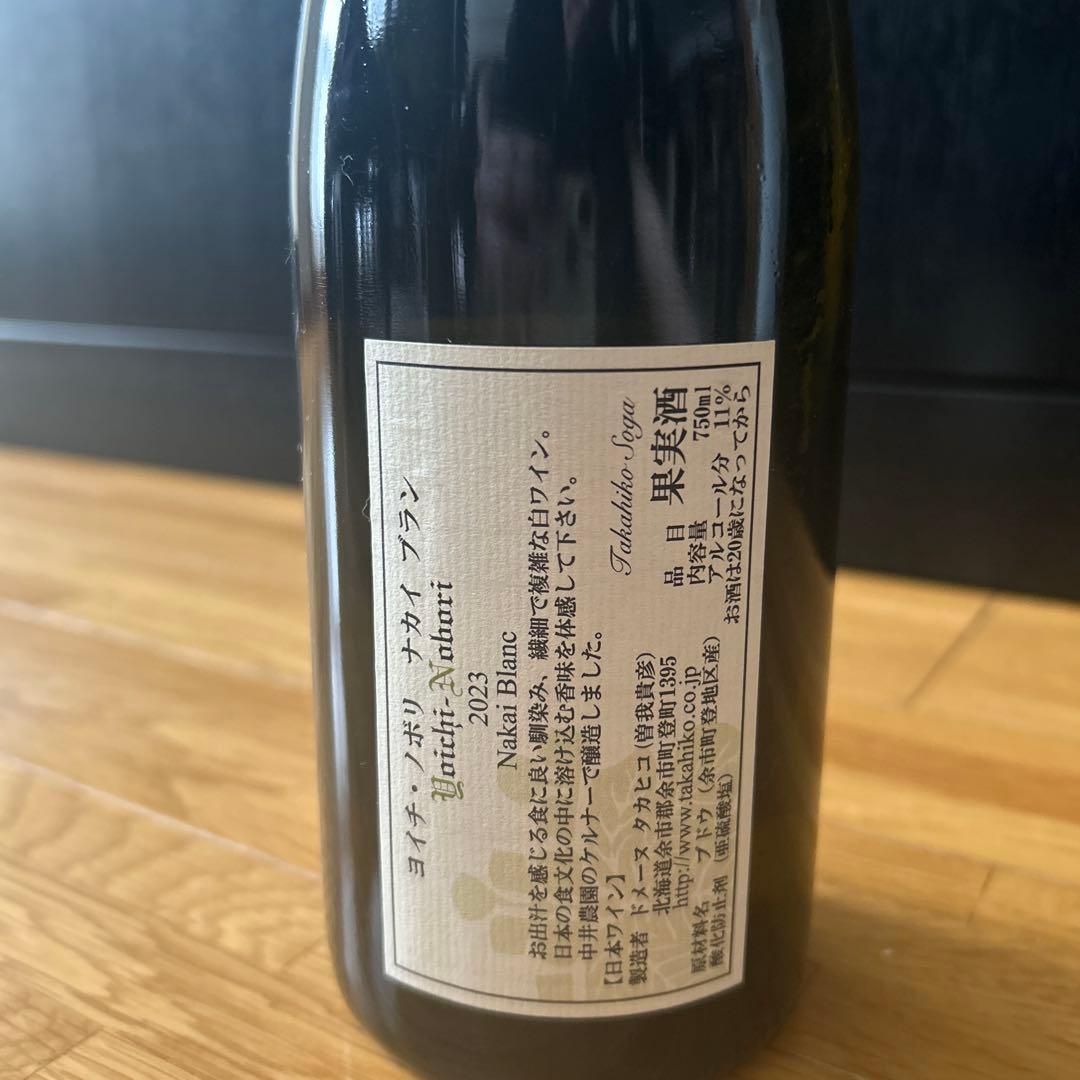 ヨイチ・ノボリ ナカイ ブラン
Yoichi-Nobori
2023
Nakai Blanc
お出汁を感じる食に良い馴染み、繊細で複雑な白ワイン。
日本の食文化の中に溶け込む香味を体感して下さい。
中井農園のケルナーで醸造しました。
Takahiko Soga
【日本ワイン】
製造者 ドメーヌ タカヒコ(曽我貴彦)
北海道余市郡余市町登町1395
http://www.takahiko.co.jp
原材料名 ブドウ(余市町登地区産)
酸化防止剤(亜硫酸塩)
品目 果実酒
内容量 750ml
アルコール分 11%
お酒は20歳になってから